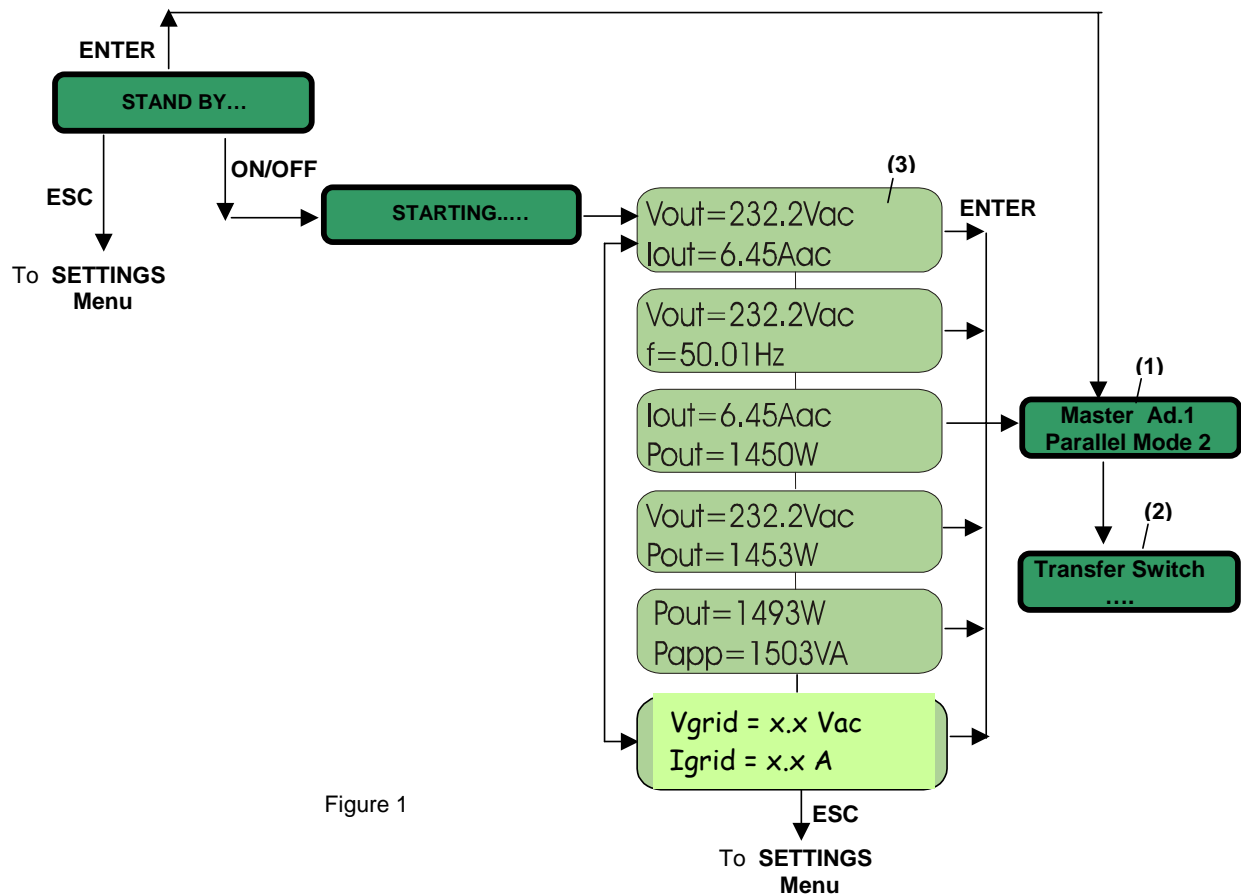 ENTER
STAND BY…
ESC
ON/OFF
To SETTINGS
Menu
STARTING.….
(3)
Vout=232.2Vac
Iout=6.45Aac
ENTER
Vout=232.2Vac
f=50.01Hz
Iout=6.45Aac
Pout=1450W
(1)
Master Ad.1
Parallel Mode 2
Vout=232.2Vac
Pout=1453W
(2)
Transfer Switch
….
Pout=1493W
Papp=1503VA
Vgrid = x.x Vac
Igrid = x.x A
Figure 1
ESC
To SETTINGS
Menu